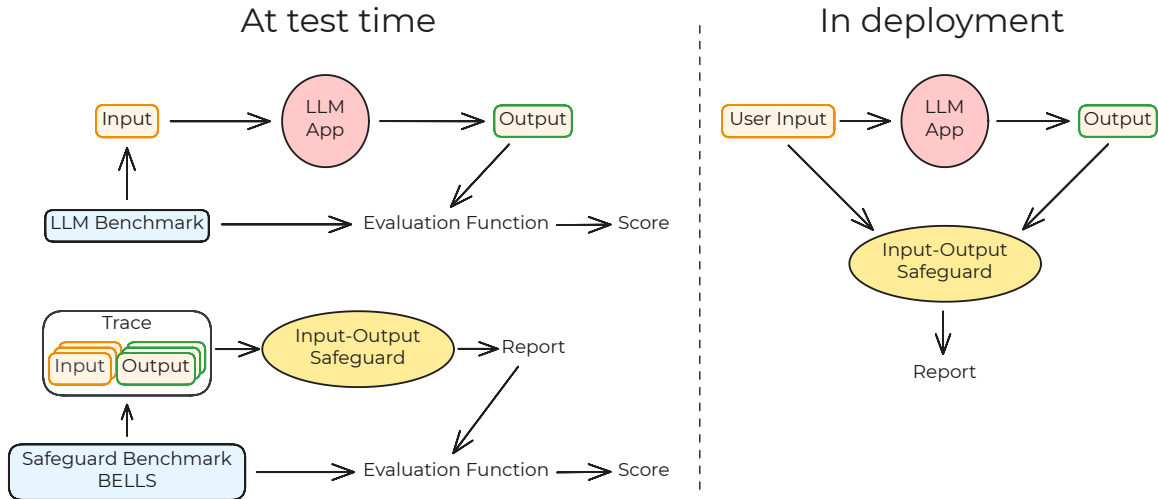 At test time
Input
LLM
App
Output
LLM Benchmark
Evaluation Function
Score
Trace
Input
Output
Input-Output
Safeguard
Report
Safeguard Benchmark
BELLS
Evaluation Function
Score
In deployment
User Input
LLM
App
Output
Input-Output
Safeguard
Report